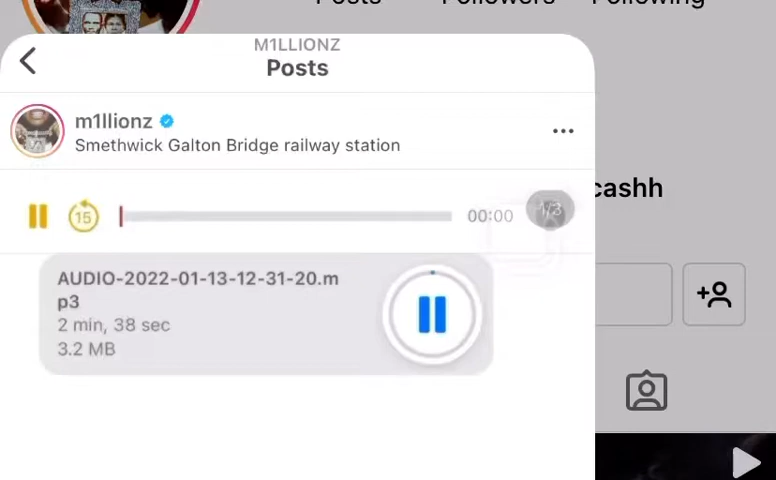 Posts Followers Following
M1LLIONZ
Posts
m1llionz
Smethwick Galton Bridge railway station
cashh
15
00:00
1/3
AUDIO-2022-01-13-12-31-20.m
p3
2 min, 38 sec
3.2 MB